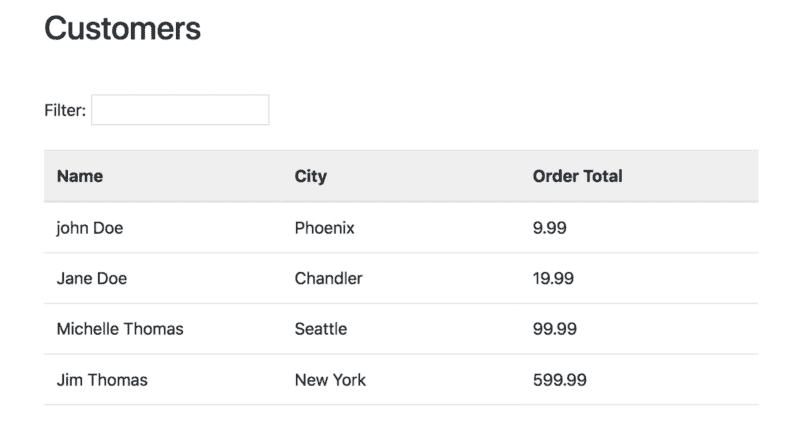 Customers
Filter:
Name City Order Total
john Doe Phoenix 9.99
Jane Doe Chandler 19.99
Michelle Thomas Seattle 99.99
Jim Thomas New York 599.99